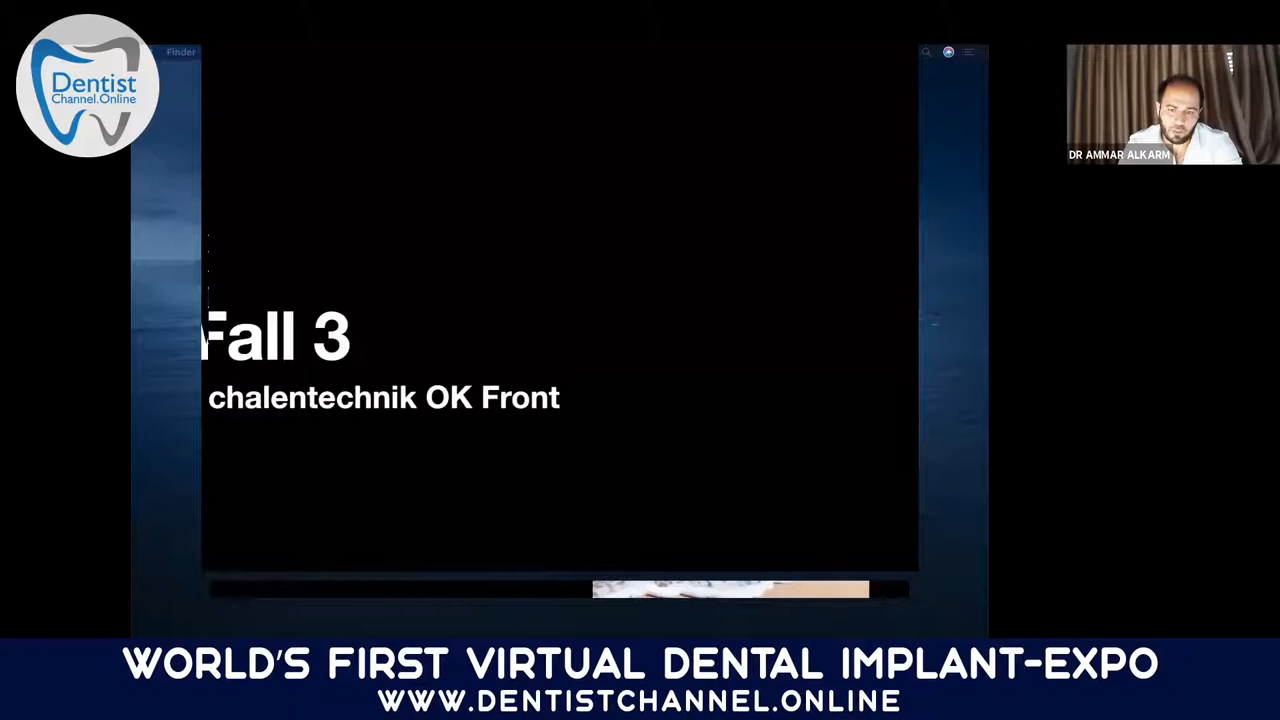 Dentist
Channel.Online
Finder
DR AMMAR ALKARM
Fall 3
chalentechnik OK Front
WORLD'S FIRST VIRTUAL DENTAL IMPLANT-EXPO
WWW.DENTISTCHANNEL.ONLINE